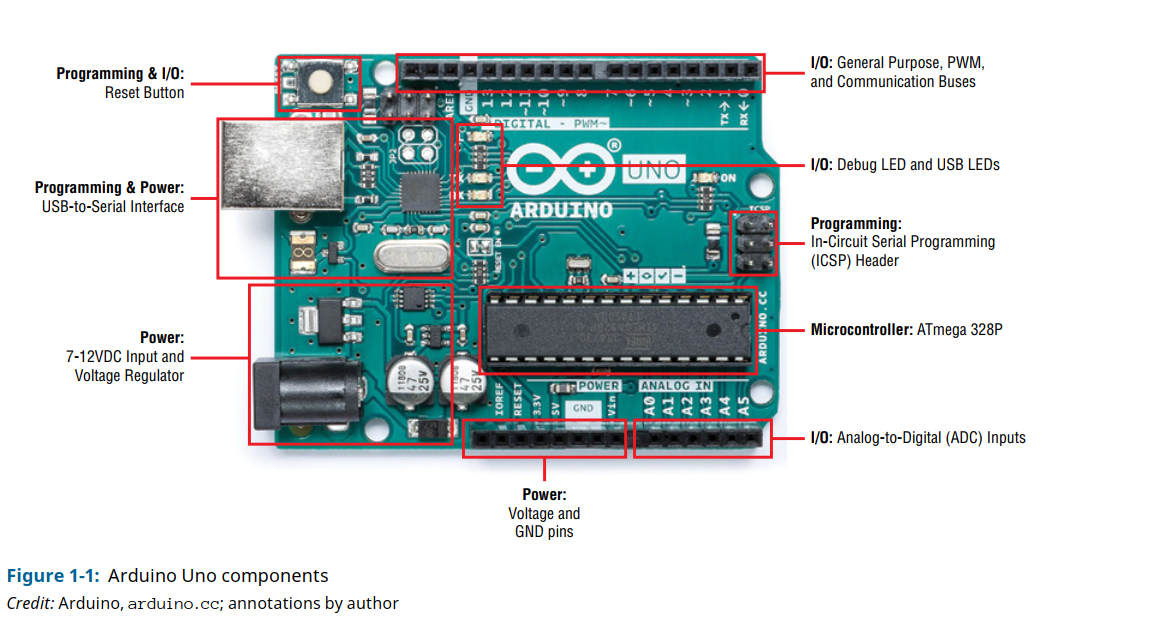 Programming & I/O:
Reset Button
Programming & Power:
USB-to-Serial Interface
Power:
7-12VDC Input and
Voltage Regulator
I/O: General Purpose, PWM,
and Communication Buses
I/O: Debug LED and USB LEDs
Programming:
In-Circuit Serial Programming
(ICSP) Header
Microcontroller: ATmega 328P
I/O: Analog-to-Digital (ADC) Inputs
Power:
Voltage and
GND pins
AREF
GND
13
12
~11
~10
~9
8
7
~6
~5
4
~3
2
TX→1
RX←0
DIGITAL - PWM~
JP2
UNO
®
ARDUINO
ON
ICSP
RESET EN
ARDUINO.CC
11808
47
25V
47
25V
POWER
ANALOG IN
IOREF
RESET
3.3V
5V
GND
Vin
A0
A1
A2
A3
A4
A5
Figure 1-1: Arduino Uno components
Credit: Arduino, arduino.cc; annotations by author